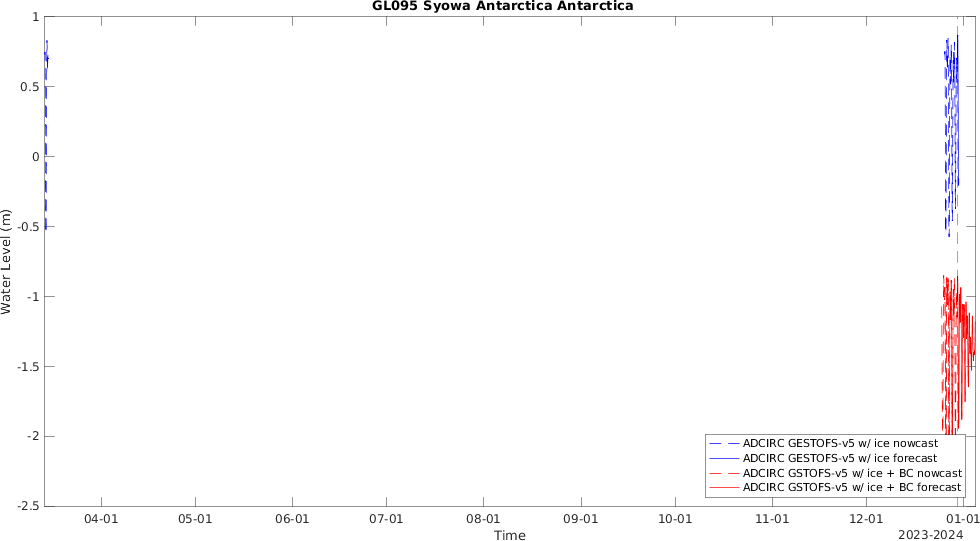 GL095 Syowa Antarctica Antarctica
1
0.5
0
-0.5
-1
-1.5
-2
-2.5
Water Level (m)
ADCIRC GESTOFS-v5 w/ ice nowcast
ADCIRC GESTOFS-v5 w/ ice forecast
ADCIRC GSTOFS-v5 w/ ice + BC nowcast
ADCIRC GSTOFS-v5 w/ ice + BC forecast
04-01 05-01 06-01 07-01 08-01 09-01 10-01 11-01 12-01 01-01
Time
2023-2024